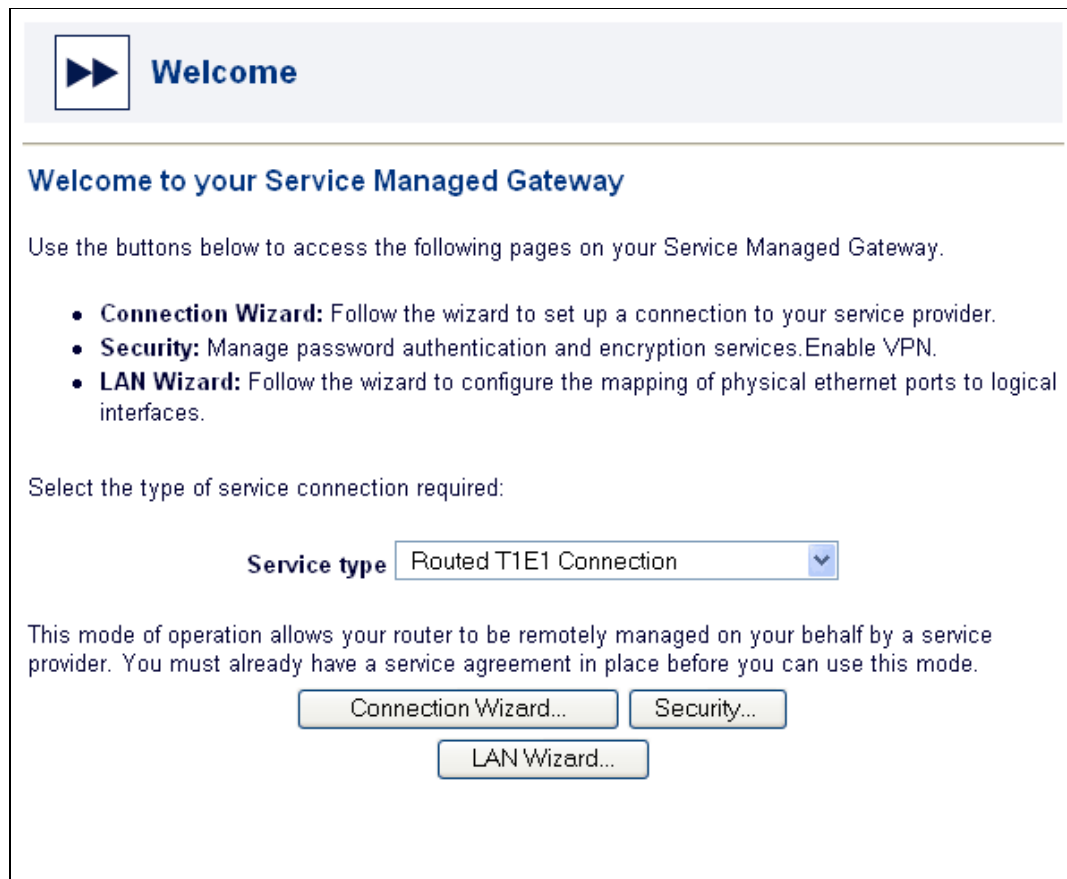 Welcome
Welcome to your Service Managed Gateway
Use the buttons below to access the following pages on your Service Managed Gateway.
• Connection Wizard: Follow the wizard to set up a connection to your service provider.
• Security: Manage password authentication and encryption services.Enable VPN.
• LAN Wizard: Follow the wizard to configure the mapping of physical ethernet ports to logical
interfaces.
Select the type of service connection required:
Service type Routed T1E1 Connection
This mode of operation allows your router to be remotely managed on your behalf by a service
provider. You must already have a service agreement in place before you can use this mode.
Connection Wizard... Security...
LAN Wizard...